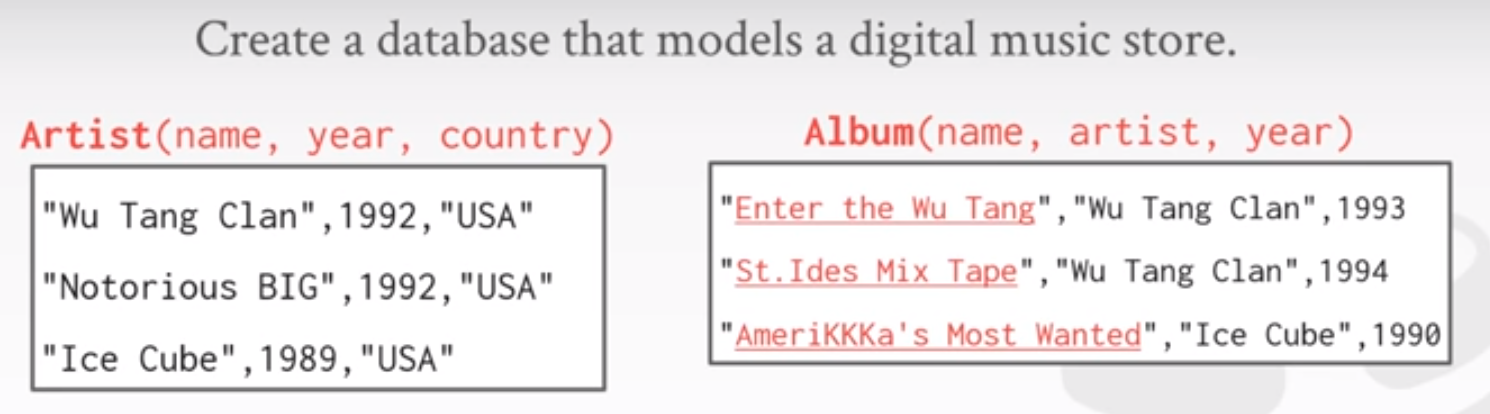 Create a database that models a digital music store.
Artist(name, year, country)
"Wu Tang Clan",1992,"USA"
"Notorious BIG",1992,"USA"
"Ice Cube",1989,"USA"
Album(name, artist, year)
"Enter the Wu Tang","Wu Tang Clan",1993
"St.Ides Mix Tape","Wu Tang Clan",1994
"AmeriKKKa's Most Wanted","Ice Cube",1990